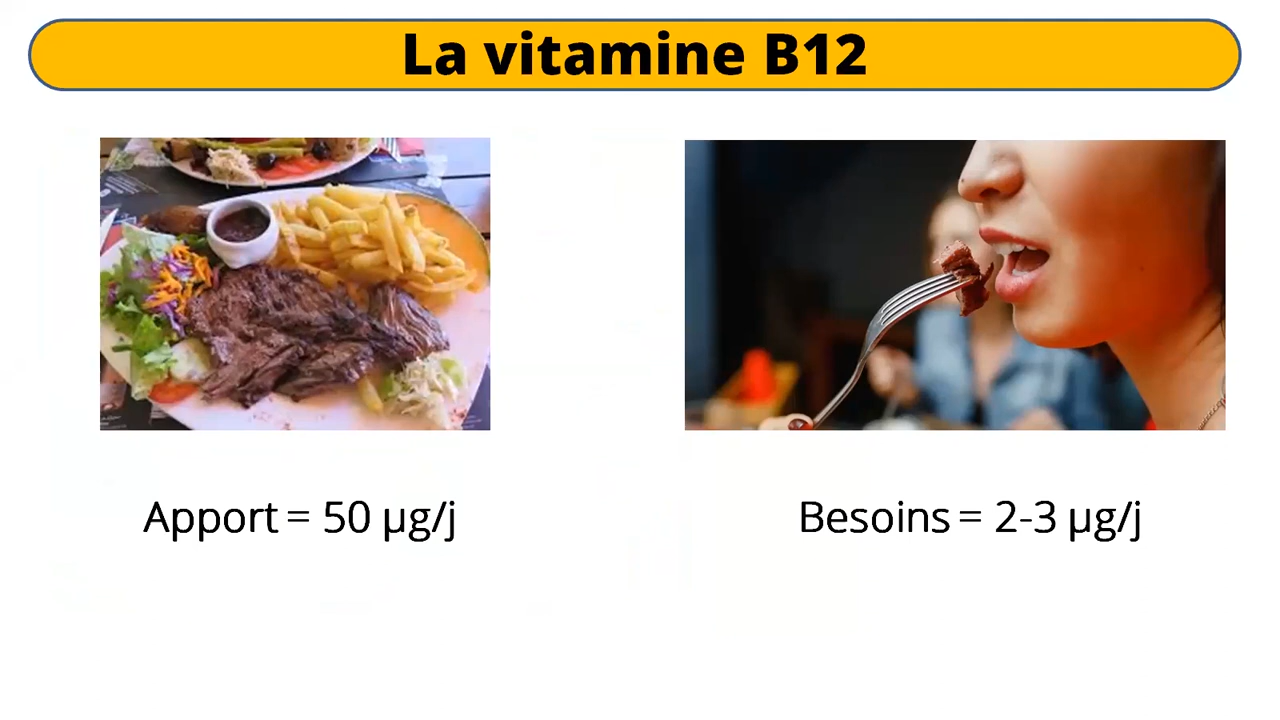 La vitamine B12
Apport = 50 µg/j
Besoins = 2-3 µg/j